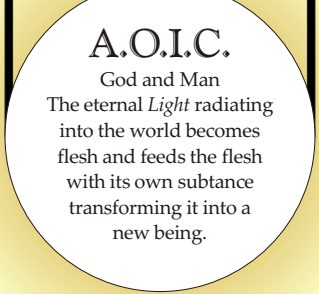 A.O.I.C.
God and Man
The eternal Light radiating
into the world becomes
flesh and feeds the flesh
with its own subtance
transforming it into a
new being.